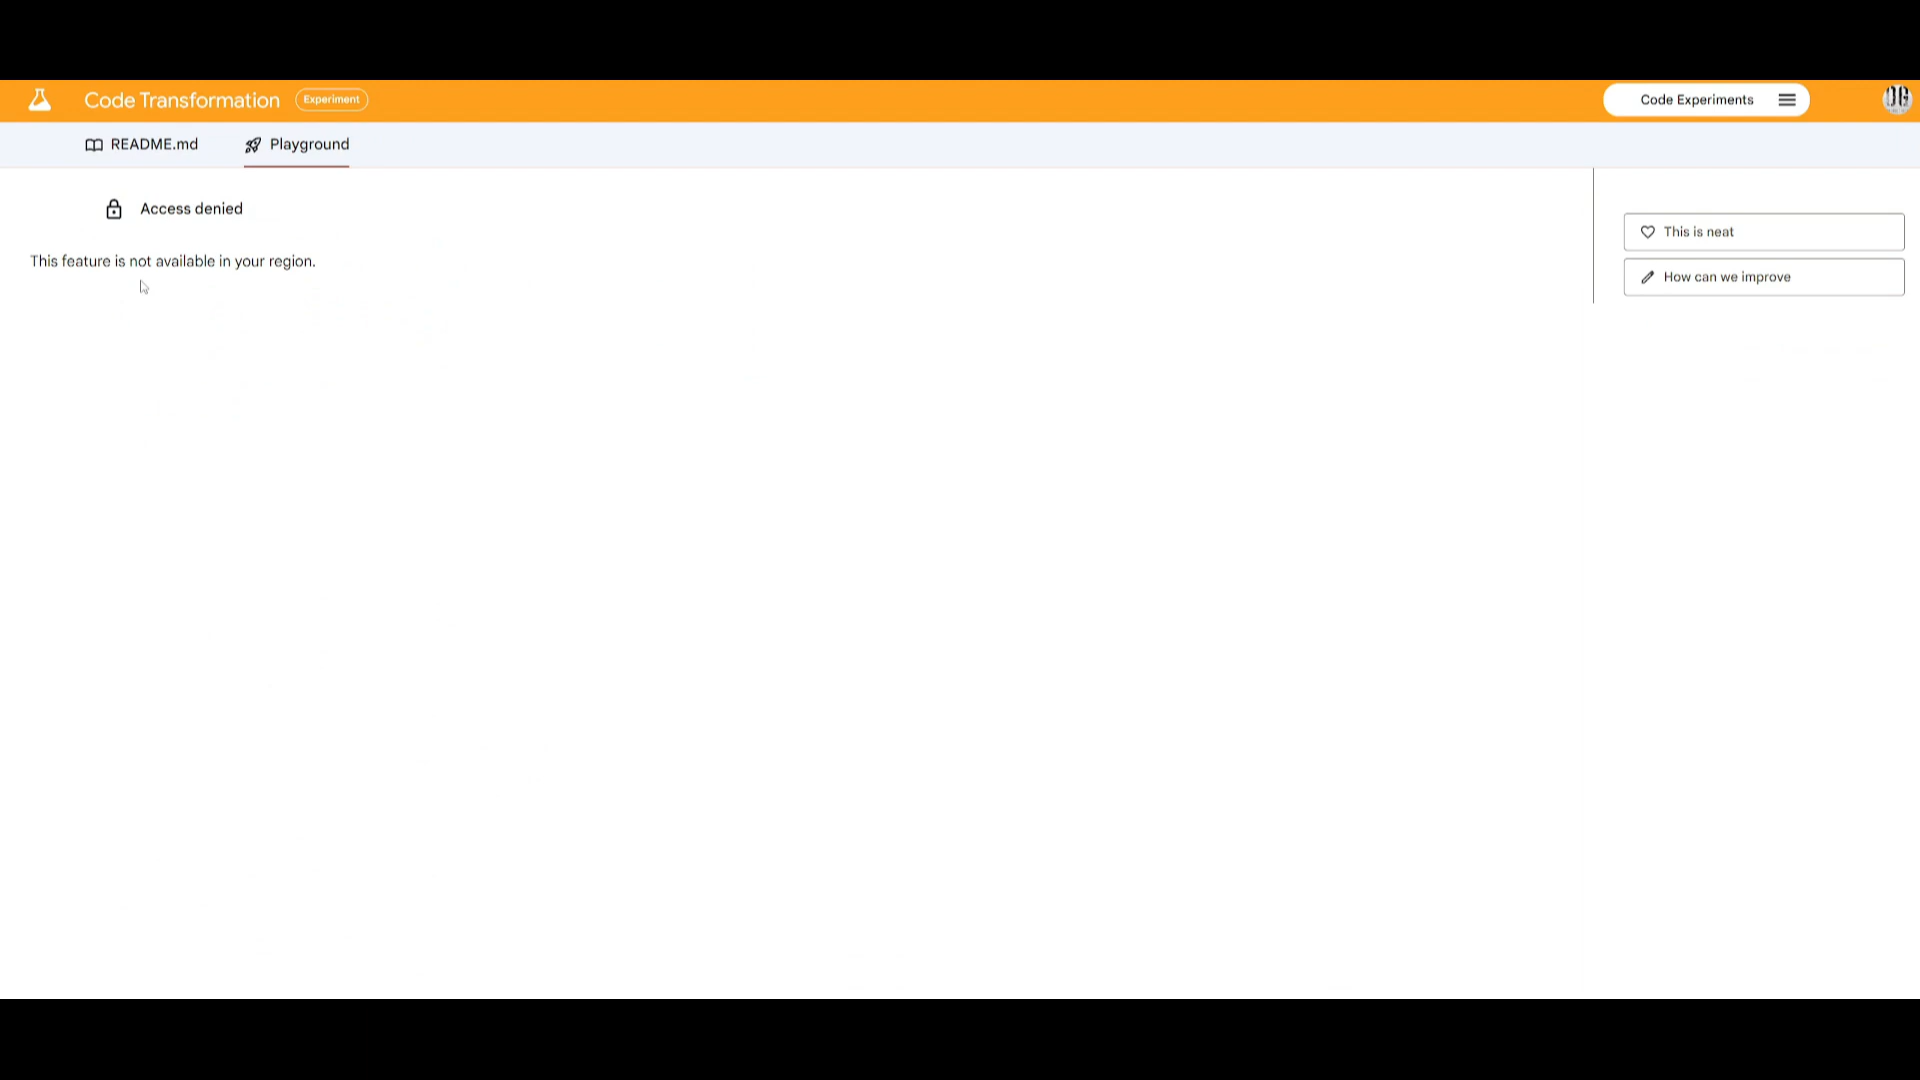 Code Transformation Experiment
Code Experiments
README.md Playground
Access denied
This feature is not available in your region.
This is neat
How can we improve